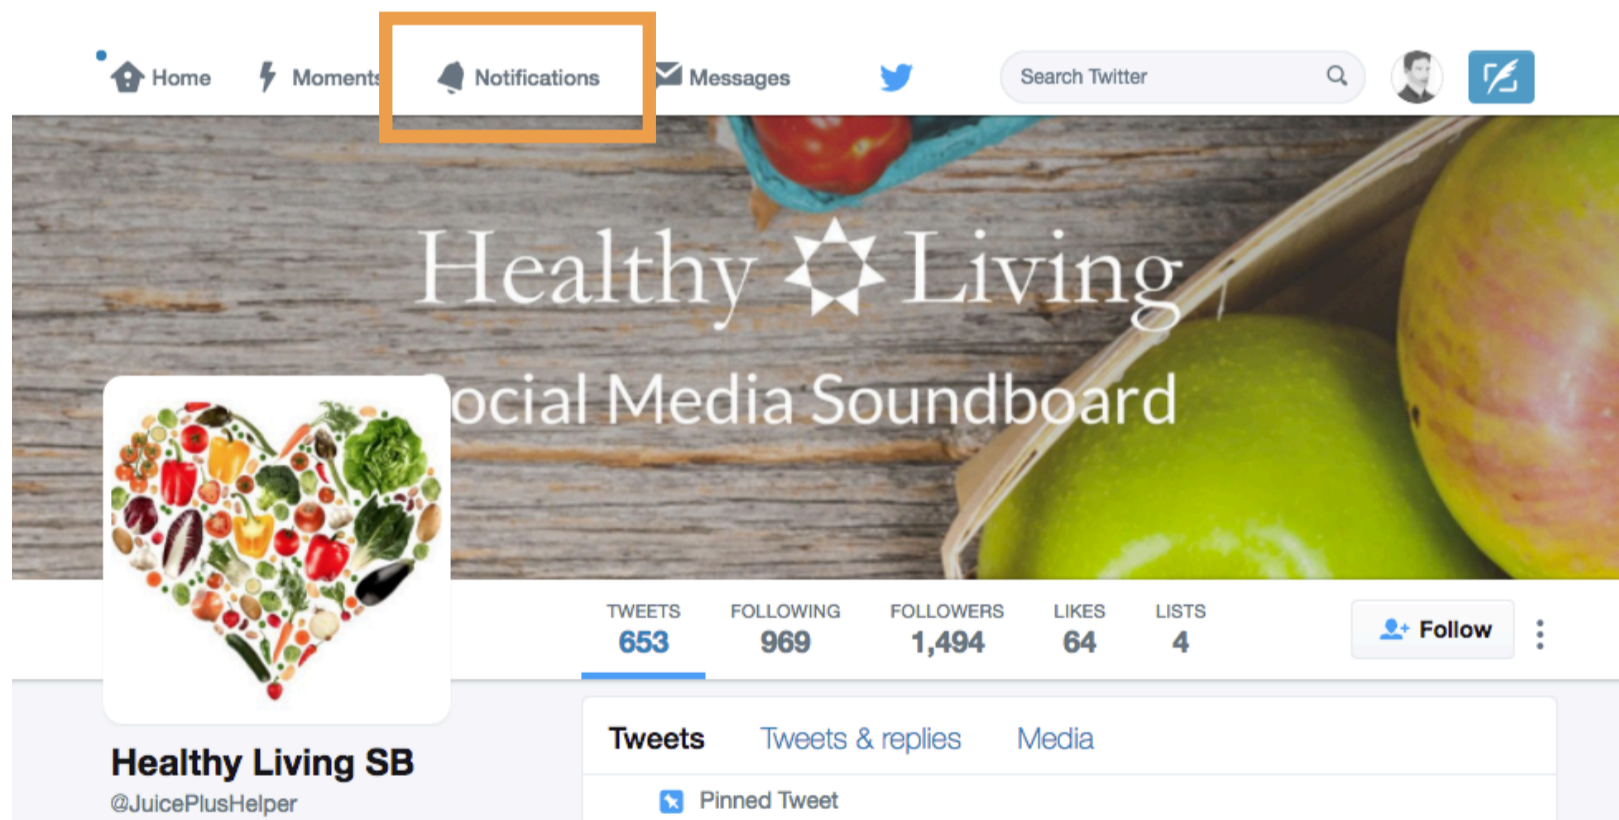 Home Moments Notifications Messages Search Twitter
Healthy Living
ocial Media Soundboard
TWEETS FOLLOWING FOLLOWERS LIKES LISTS
653 969 1,494 64 4
Follow
Tweets Tweets & replies Media
Pinned Tweet
Healthy Living SB
@JuicePlusHelper